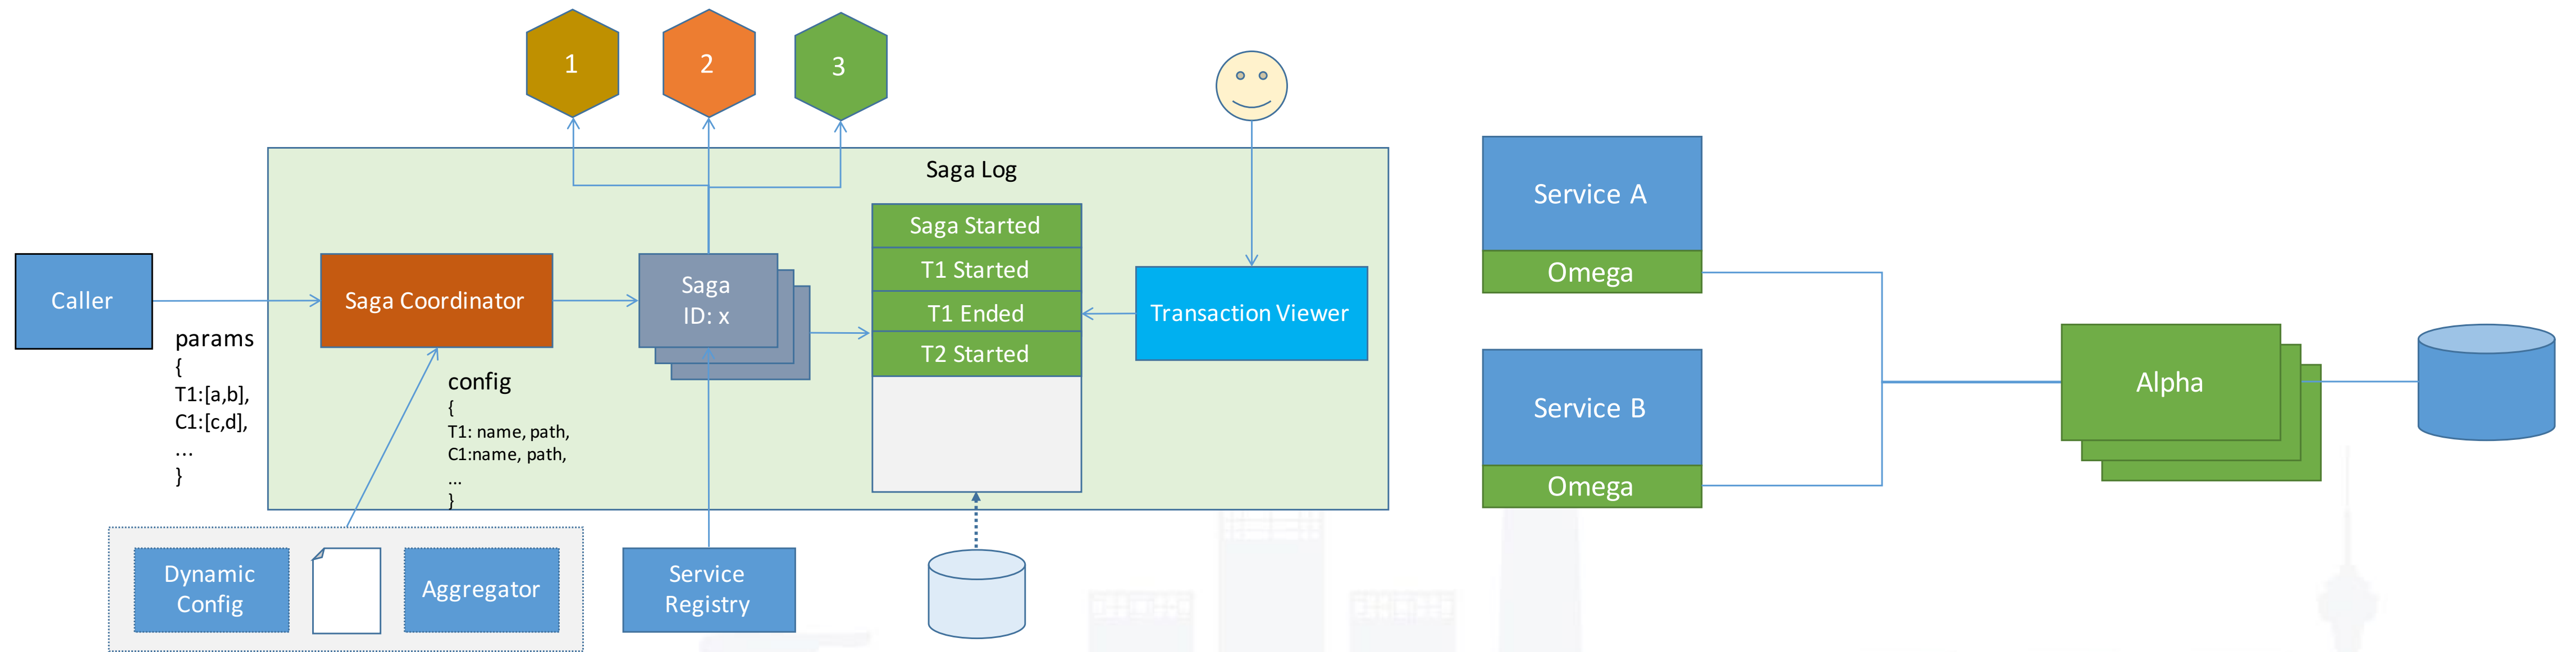 1
2
3
Saga Log
Caller
params
{
T1:[a,b],
C1:[c,d],
...
}
Saga Coordinator
config
{
T1: name, path,
C1:name, path,
...
}
Saga
ID: x
Saga Started
T1 Started
T1 Ended
T2 Started
Transaction Viewer
Dynamic
Config
Aggregator
Service
Registry
Service A
Omega
Service B
Omega
Alpha